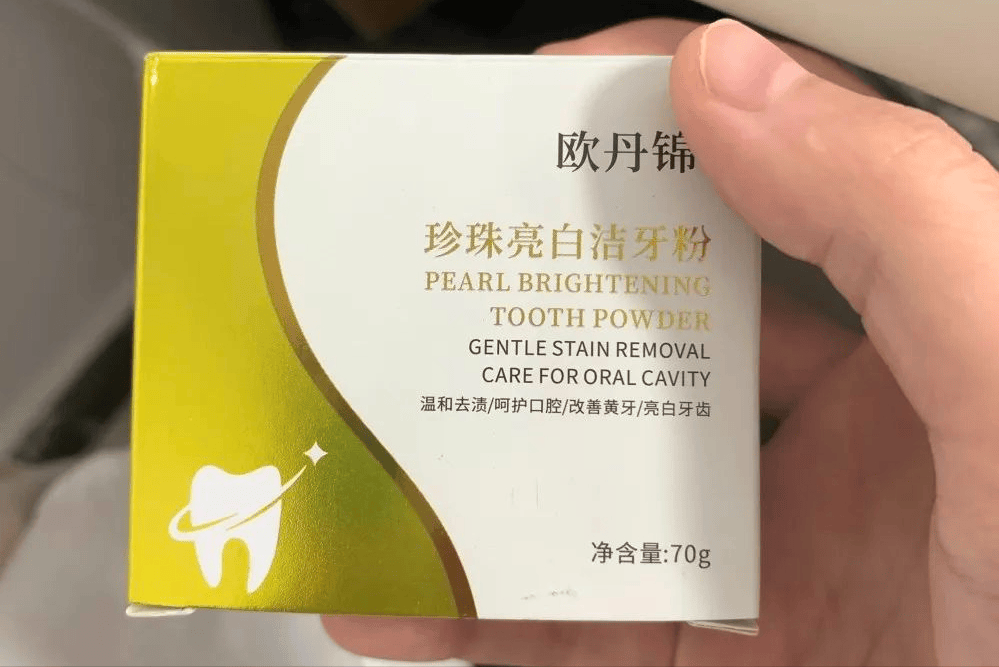 欧丹锦
珍珠亮白洁牙粉
PEARL BRIGHTENING
TOOTH POWDER
GENTLE STAIN REMOVAL
CARE FOR ORAL CAVITY
温和去渍/呵护口腔/改善黄牙/亮白牙齿
净含量:70g